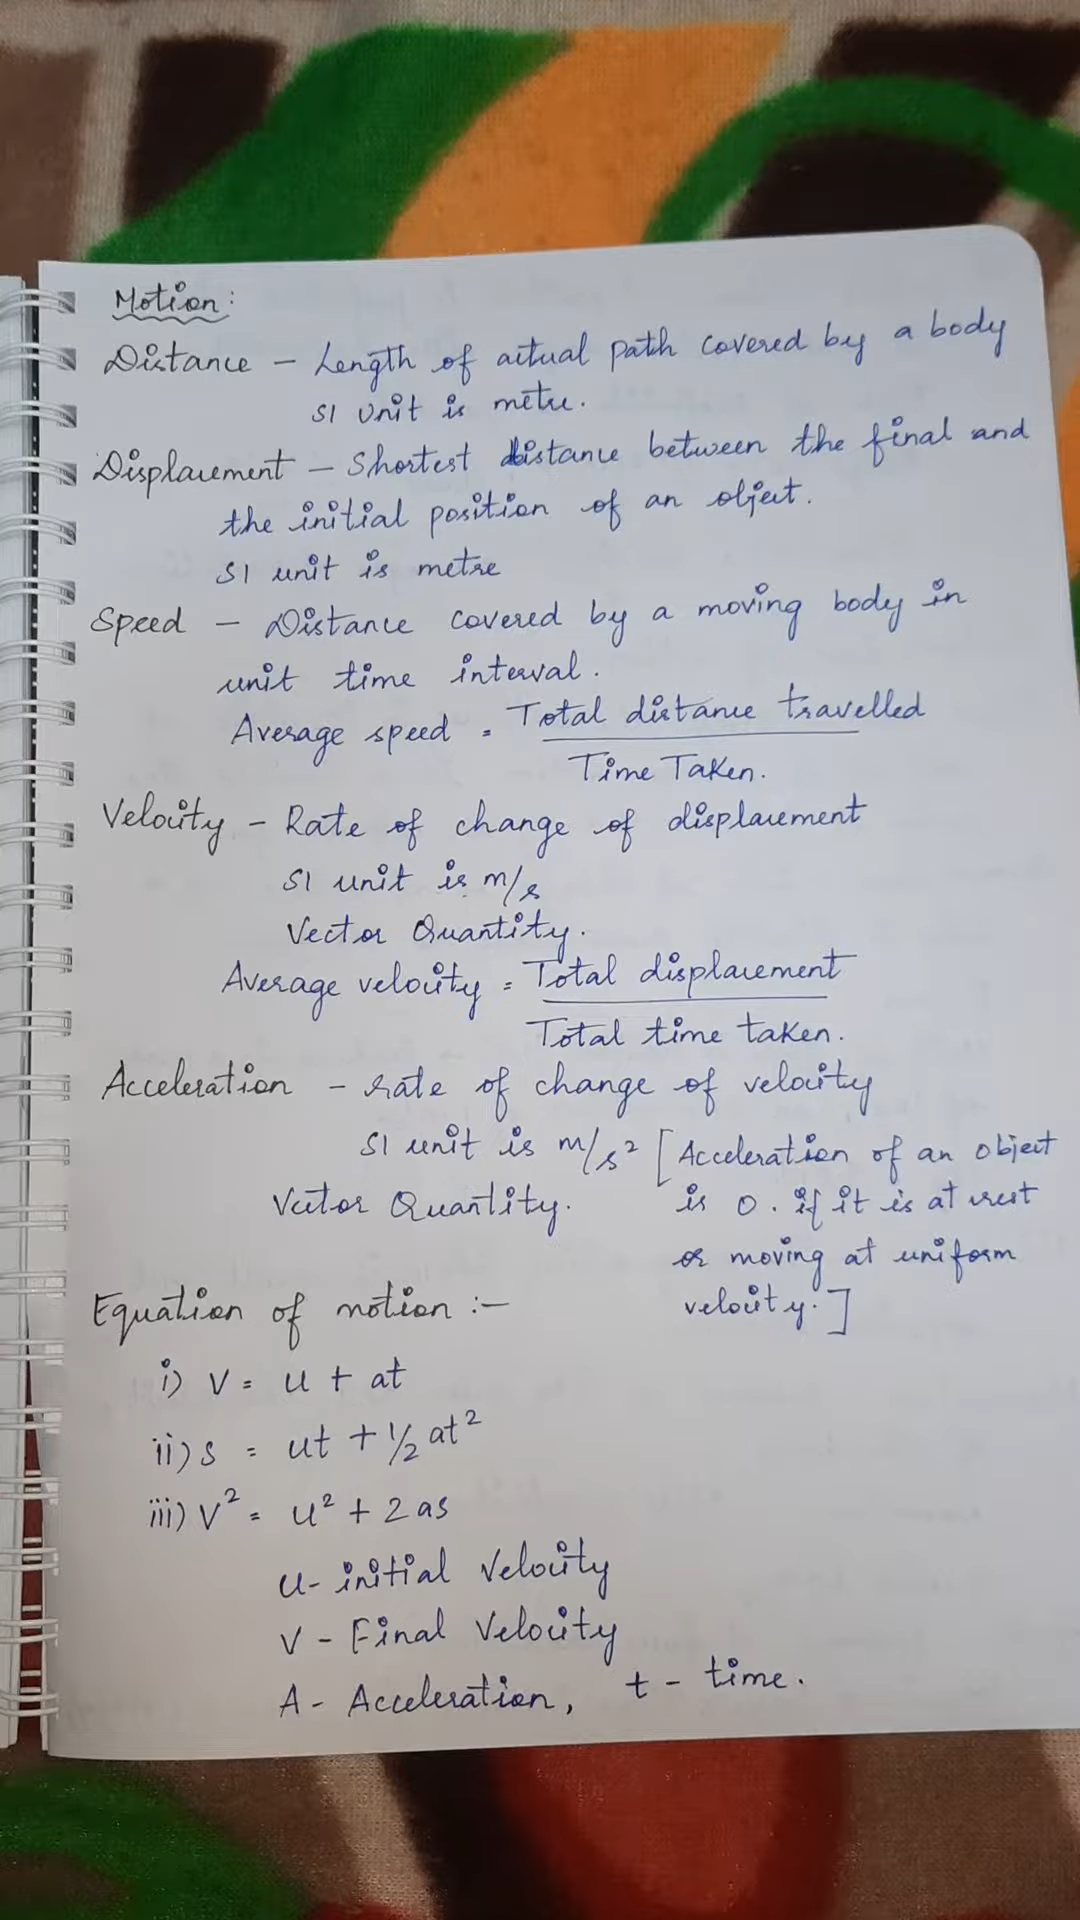 Motion:
Distance - Length of actual path covered by a body
SI Unit is metre.
Displacement - Shortest distance between the final and
the initial position of an object.
SI unit is metre
Speed - Distance covered by a moving body in
unit time interval.
Average speed = Total distance travelled
Time Taken.
Velocity - Rate of change of displacement
SI unit is m/s
Vector Quantity.
Average velocity = Total displacement
Total time taken.
Acceleration - rate of change of velocity
SI unit is m/s² [Acceleration of an object
Vector Quantity. is 0. if it is at rest
or moving at uniform
velocity.]
Equation of motion :-
i) V = u + at
ii) s = ut + 1/2 at²
iii) V² = u² + 2as
u - initial Velocity
V - Final Velocity
A - Acceleration, t - time.